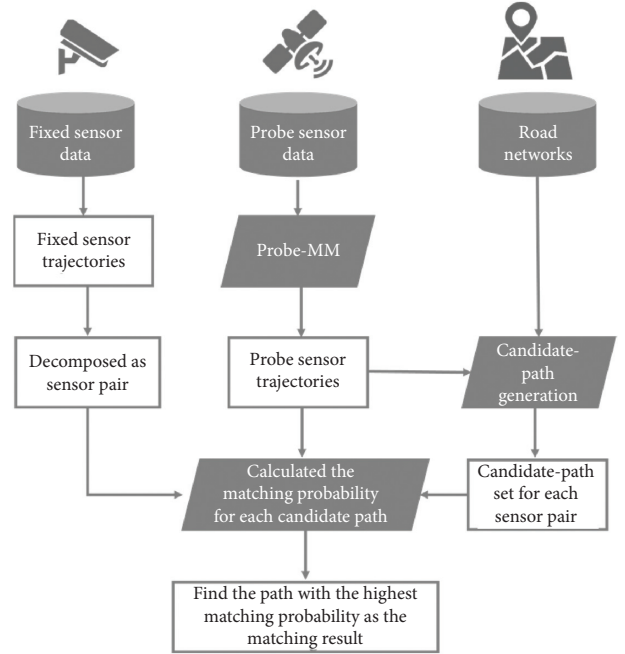 Fixed sensor
data
Probe sensor
data
Road
networks
Fixed sensor
trajectories
Probe-MM
Decomposed as
sensor pair
Probe sensor
trajectories
Candidate-
path
generation
Calculated the
matching probability
for each candidate path
Candidate-path
set for each
sensor pair
Find the path with the highest
matching probability as the
matching result